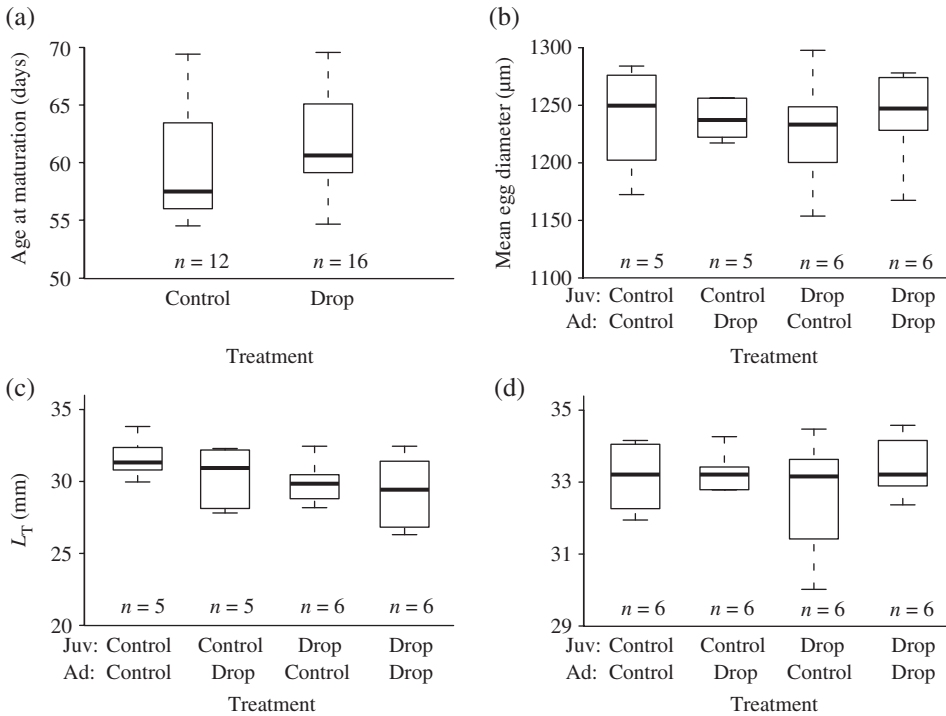 (a)
Age at maturation (days)
70
65
60
55
50
n = 12
n = 16
Control
Drop
Treatment
(b)
Mean egg diameter (µm)
1300
1250
1200
1150
1100
n = 5
n = 5
n = 6
n = 6
Juv: Control Control Drop Drop
Ad: Control Drop Control Drop
Treatment
(c)
LT (mm)
35
30
25
20
n = 5
n = 5
n = 6
n = 6
Juv: Control Control Drop Drop
Ad: Control Drop Control Drop
Treatment
(d)
35
33
31
29
n = 6
n = 6
n = 6
n = 6
Juv: Control Control Drop Drop
Ad: Control Drop Control Drop
Treatment